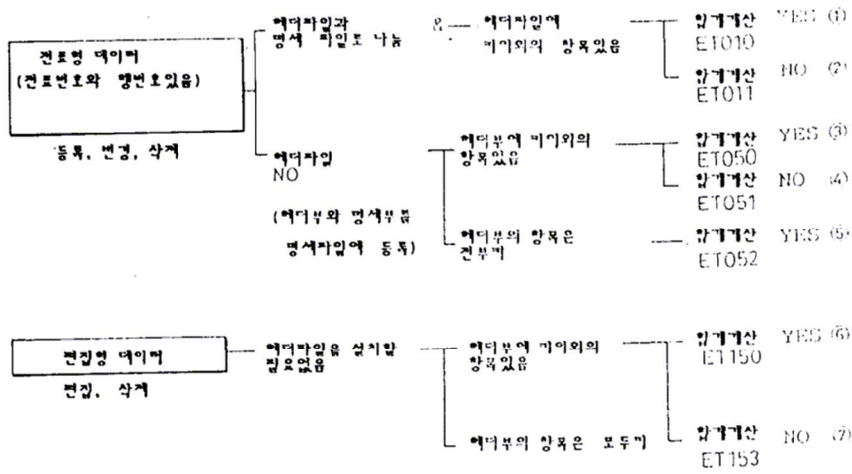 전표형 데이터
(전표번호와 행번호있음)
등록, 변경, 삭제
헤더파일과
명세 파일로 나눔
헤더파일에
키이외의 항목있음
합계계산 YES (1)
ET010
합계계산 NO (2)
ET011
헤더파일
NO
(헤더부와 명세부를
명세파일에 등록)
헤더부에 키이외의
항목있음
합계계산 YES (3)
ET050
합계계산 NO (4)
ET051
헤더부의 항목은
전부키
합계계산 YES (5)
ET052
편집형 데이터
편집, 삭제
헤더파일을 설치할
필요없음
헤더부에 키이외의
항목있음
합계계산 YES (6)
ET150
헤더부의 항목은 모두키
합계계산 NO (7)
ET153